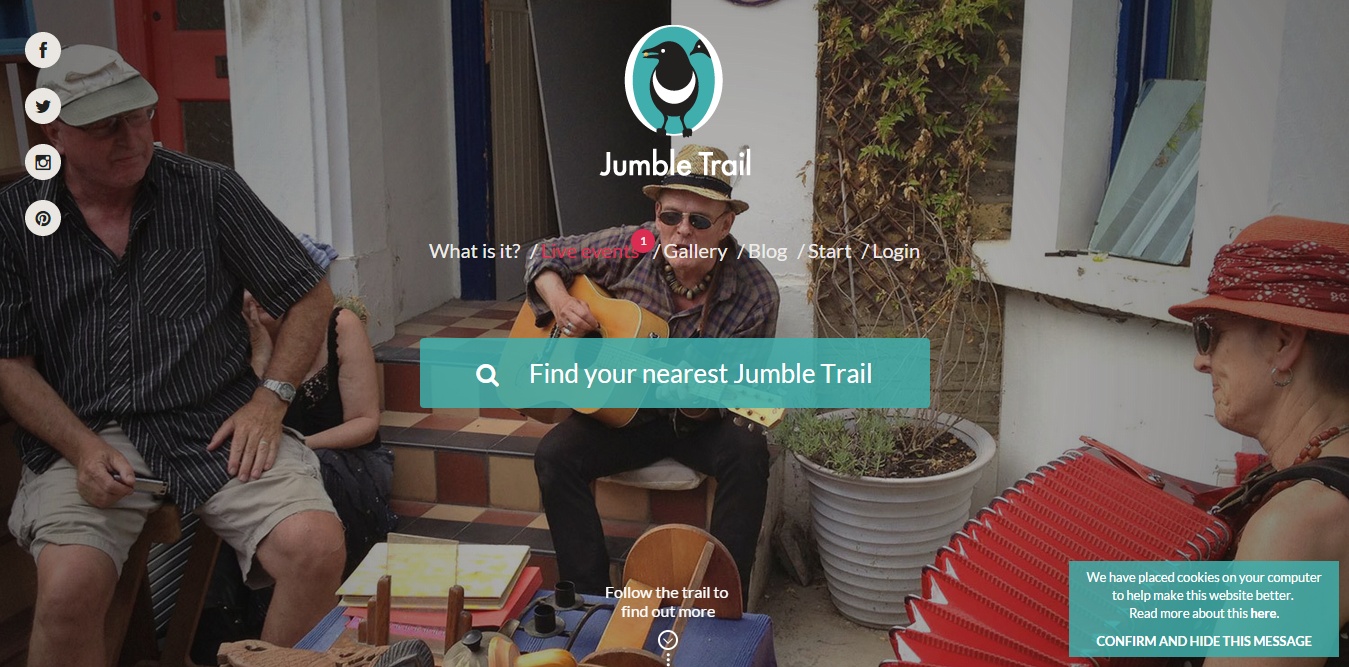 Jumble Trail
What is it? / Live events 1 / Gallery / Blog / Start / Login
Find your nearest Jumble Trail
Follow the trail to
find out more
We have placed cookies on your computer
to help make this website better.
Read more about this here.
CONFIRM AND HIDE THIS MESSAGE